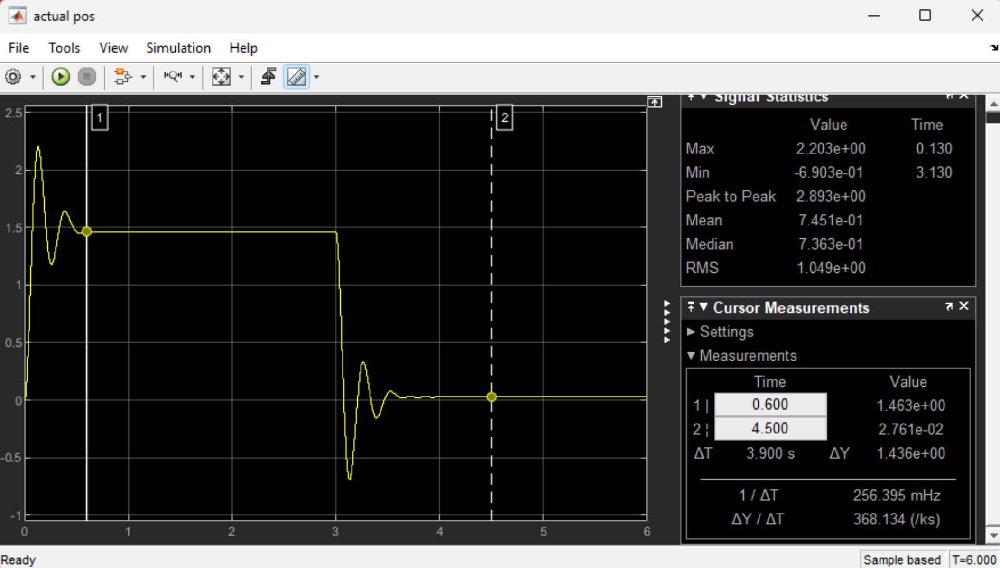 actual pos
File Tools View Simulation Help
Signal Statistics
Value Time
Max 2.203e+00 0.130
Min -6.903e-01 3.130
Peak to Peak 2.893e+00
Mean 7.451e-01
Median 7.363e-01
RMS 1.049e+00
Cursor Measurements
Settings
Measurements
Time Value
1 | 0.600 1.463e+00
2 ¦ 4.500 2.761e-02
ΔT 3.900 s ΔY 1.436e+00
1 / ΔT 256.395 mHz
ΔY / ΔT 368.134 (/ks)
1 2
2.5
2
1.5
1
0.5
0
-0.5
-1
0 1 2 3 4 5 6
Ready Sample based T=6.000